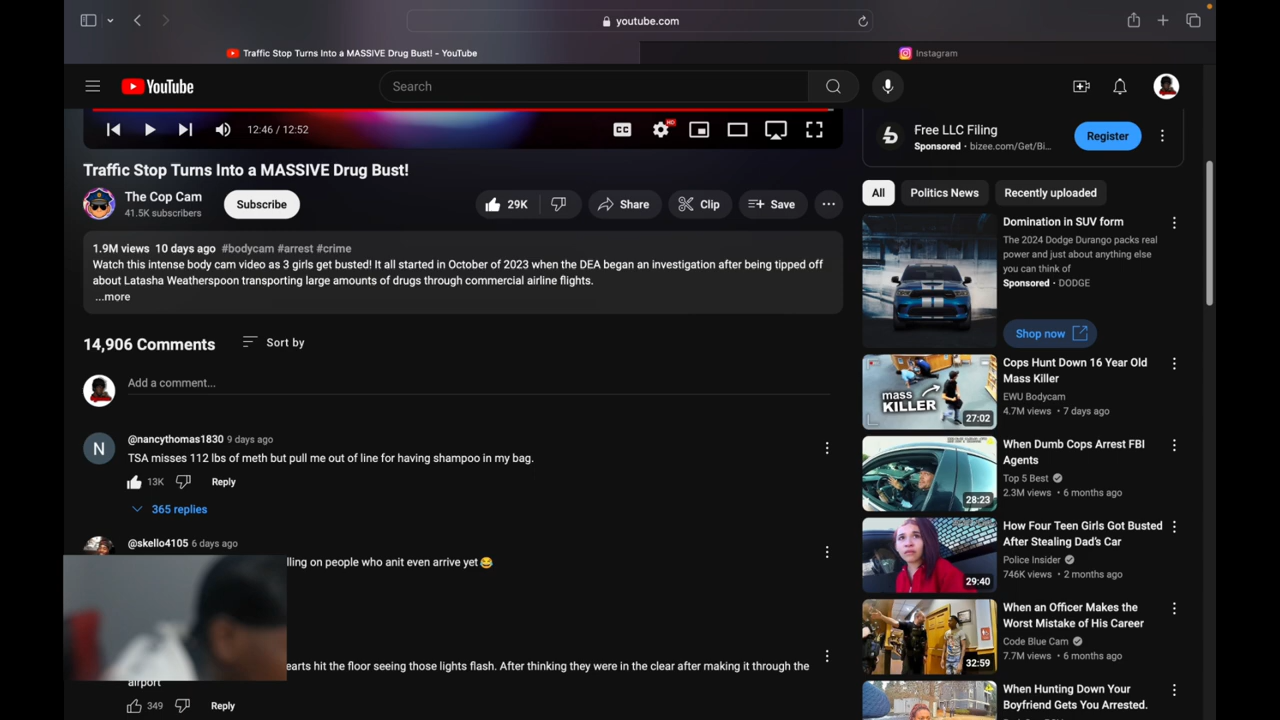 youtube.com
Traffic Stop Turns Into a MASSIVE Drug Bust! - YouTube
Instagram
YouTube
Search
12:46 / 12:52
CC
HD
Traffic Stop Turns Into a MASSIVE Drug Bust!
The Cop Cam
41.5K subscribers
Subscribe
29K
Share
Clip
Save
1.9M views 10 days ago #bodycam #arrest #crime
Watch this intense body cam video as 3 girls get busted! It all started in October of 2023 when the DEA began an investigation after being tipped off
about Latasha Weatherspoon transporting large amounts of drugs through commercial airline flights.
...more
14,906 Comments
Sort by
Add a comment...
N
@nancythomas1830 9 days ago
TSA misses 112 lbs of meth but pull me out of line for having shampoo in my bag.
13K
Reply
365 replies
@skello4105 6 days ago
lling on people who anit even arrive yet 😂
earts hit the floor seeing those lights flash. After thinking they were in the clear after making it through the
airport
349
Reply
Free LLC Filing
Sponsored • bizee.com/Get/Bi...
Register
All
Politics News
Recently uploaded
Domination in SUV form
The 2024 Dodge Durango packs real
power and just about anything else
you can think of
Sponsored • DODGE
Shop now
MASS
KILLER
27:02
Cops Hunt Down 16 Year Old
Mass Killer
EWU Bodycam
4.7M views • 7 days ago
28:23
When Dumb Cops Arrest FBI
Agents
Top 5 Best
2.3M views • 6 months ago
29:40
How Four Teen Girls Got Busted
After Stealing Dad's Car
Police Insider
746K views • 2 months ago
32:59
When an Officer Makes the
Worst Mistake of His Career
Code Blue Cam
7.7M views • 6 months ago
When Hunting Down Your
Boyfriend Gets You Arrested.